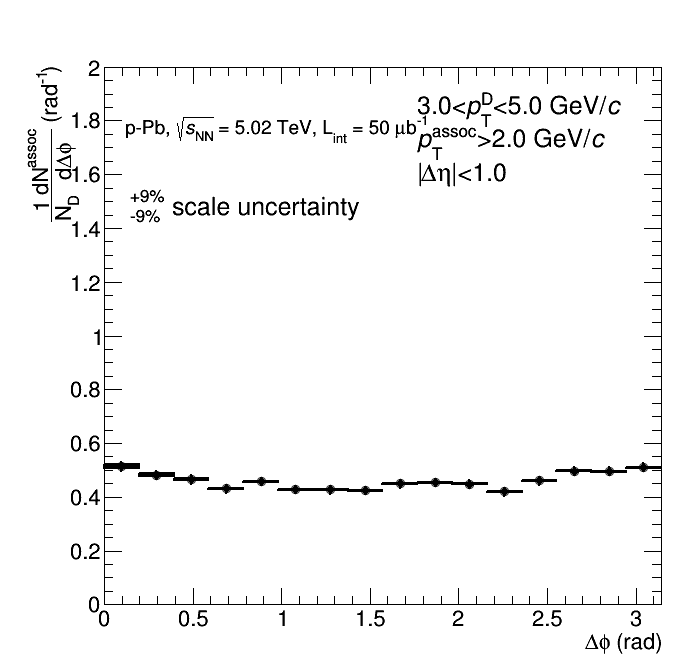 3.0<p_T^D<5.0 GeV/c
p-Pb, √s_NN = 5.02 TeV, L_int = 50 μb^-1
p_T^assoc>2.0 GeV/c
|Δη|<1.0
+9%
-9% scale uncertainty
1 dN^assoc
N_D dΔφ (rad^-1)
2
1.8
1.6
1.4
1.2
1
0.8
0.6
0.4
0.2
0
0 0.5 1 1.5 2 2.5 3
Δφ (rad)